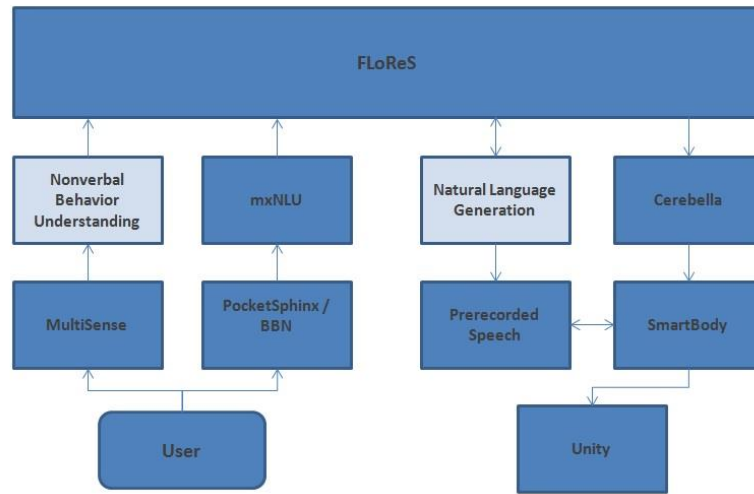 FLoReS
Nonverbal
Behavior
Understanding
mxNLU
Natural Language
Generation
Cerebella
MultiSense
PocketSphinx /
BBN
Prerecorded
Speech
SmartBody
User
Unity